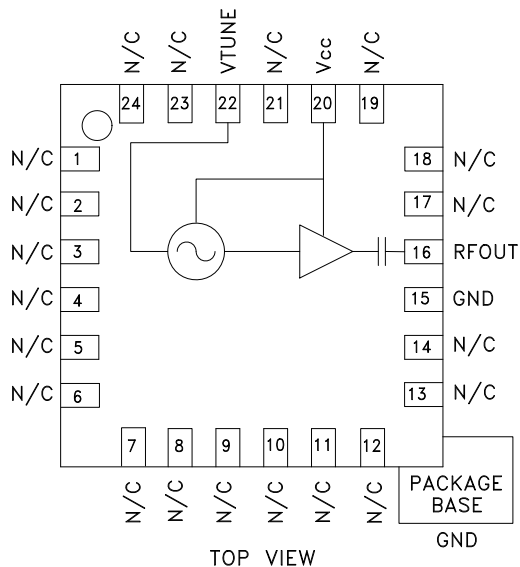 N/C N/C VTUNE N/C Vcc N/C
24 23 22 21 20 19
N/C 1
N/C 2
N/C 3
N/C 4
N/C 5
N/C 6
18 N/C
17 N/C
16 RFOUT
15 GND
14 N/C
13 N/C
7 8 9 10 11 12
N/C N/C N/C N/C N/C N/C
PACKAGE
BASE
GND
TOP VIEW